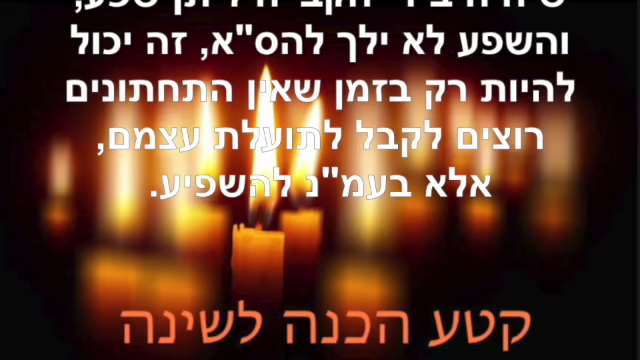 והשפע לא ילך להס"א, זה יכול
להיות רק בזמן שאין התחתונים
רוצים לקבל לתועלת עצמם,
אלא בעמ"נ להשפיע.
קטע הכנה לשינה